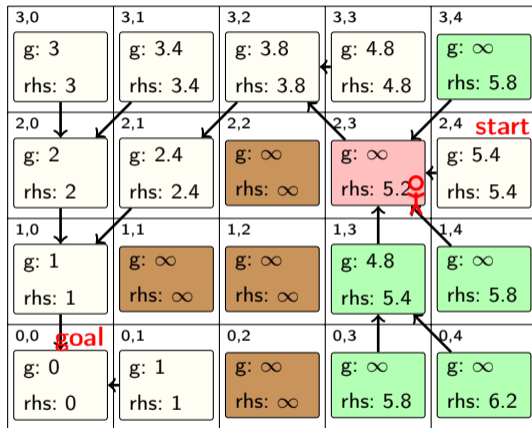 3,0 3,1 3,2 3,3 3,4
g: 3 g: 3.4 g: 3.8 g: 4.8 g: ∞
rhs: 3 rhs: 3.4 rhs: 3.8 rhs: 4.8 rhs: 5.8
2,0 2,1 2,2 2,3 2,4 start
g: 2 g: 2.4 g: ∞ g: ∞ g: 5.4
rhs: 2 rhs: 2.4 rhs: ∞ rhs: 5.2 rhs: 5.4
1,0 1,1 1,2 1,3 1,4
g: 1 g: ∞ g: ∞ g: 4.8 g: ∞
rhs: 1 rhs: ∞ rhs: ∞ rhs: 5.4 rhs: 5.8
0,0 goal 0,1 0,2 0,3 0,4
g: 0 g: 1 g: ∞ g: ∞ g: ∞
rhs: 0 rhs: 1 rhs: ∞ rhs: 5.8 rhs: 6.2